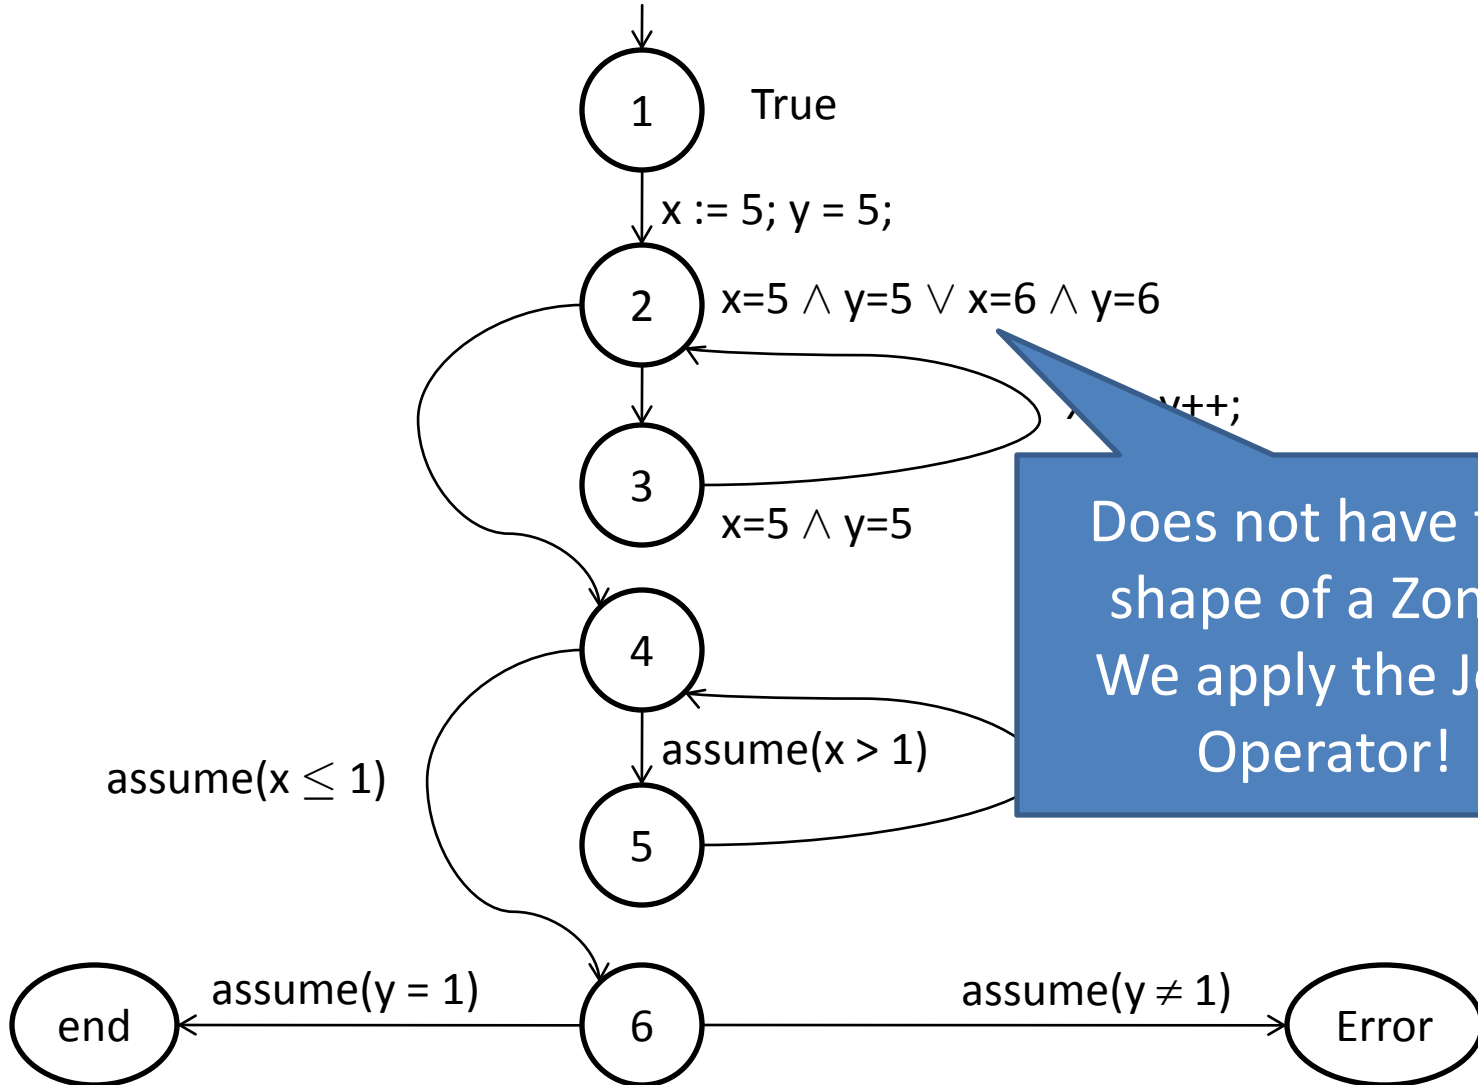 1
True
x := 5; y = 5;
2
x=5 ∧ y=5 ∨ x=6 ∧ y=6
y++;
3
x=5 ∧ y=5
Does not have
shape of a
We apply the
Operator!
4
assume(x > 1)
assume(x ≤ 1)
5
assume(y = 1)
assume(y ≠ 1)
end
6
Error